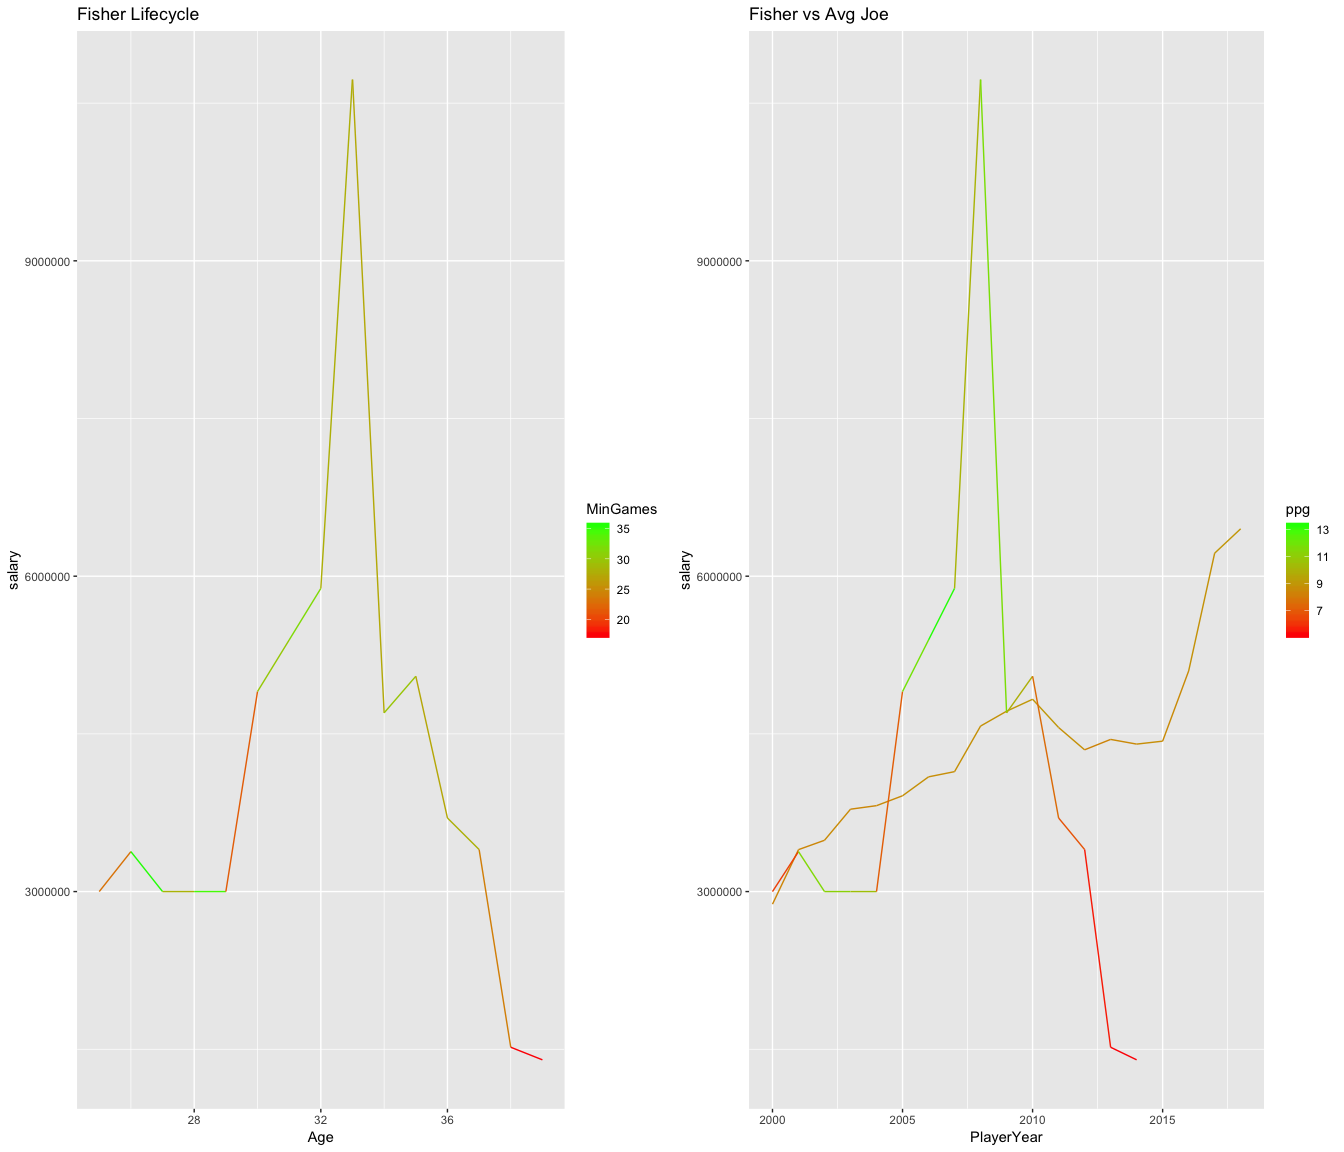 Fisher Lifecycle
salary
9000000
6000000
3000000
28 32 36
Age
MinGames
35
30
25
20
Fisher vs Avg Joe
salary
9000000
6000000
3000000
2000 2005 2010 2015
PlayerYear
ppg
13
11
9
7